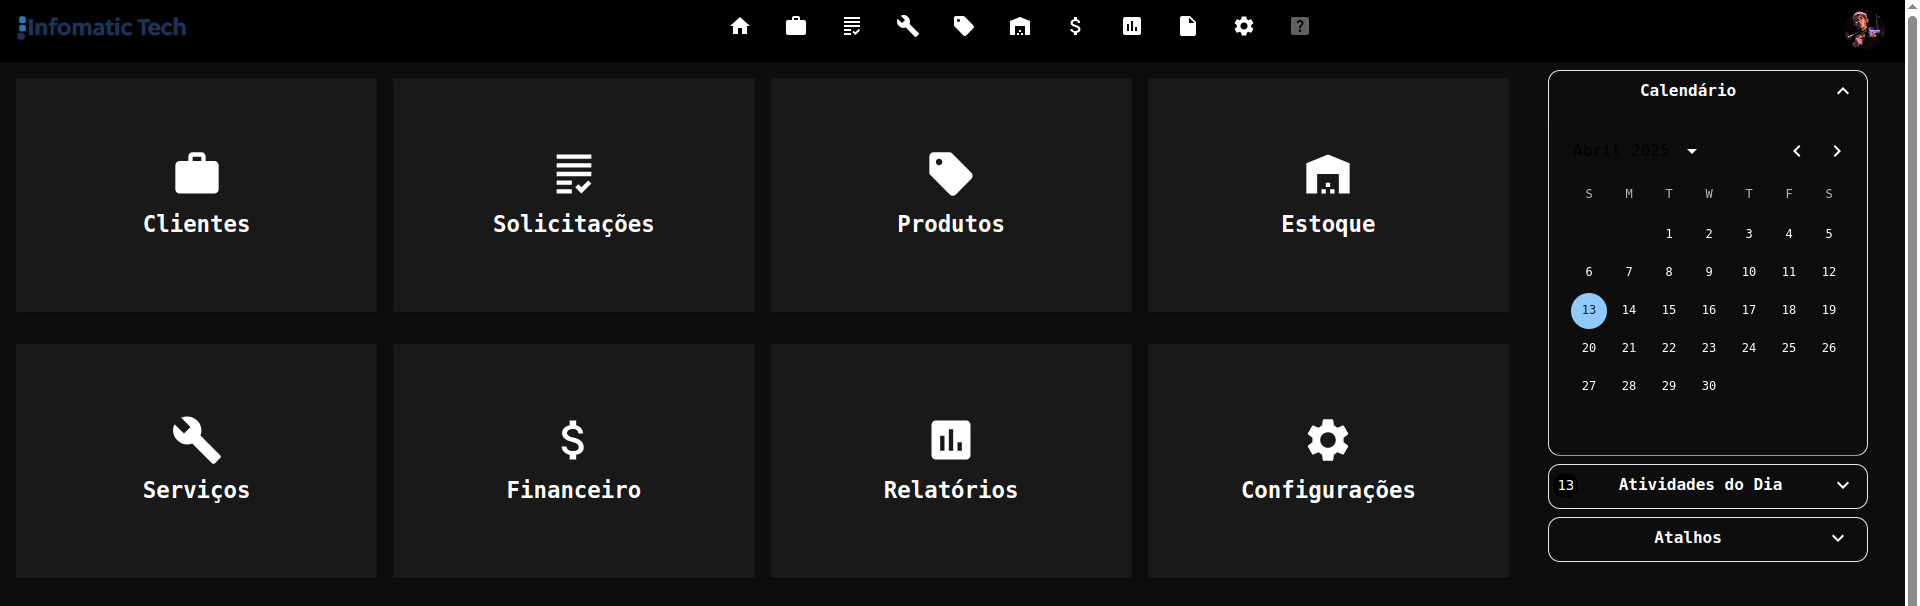 Infomatic Tech
?
Clientes
Solicitações
Produtos
Estoque
Serviços
Financeiro
Relatórios
Configurações
Calendário
Abril 2025
S M T W T F S
1 2 3 4 5
6 7 8 9 10 11 12
13 14 15 16 17 18 19
20 21 22 23 24 25 26
27 28 29 30
13 Atividades do Dia
Atalhos